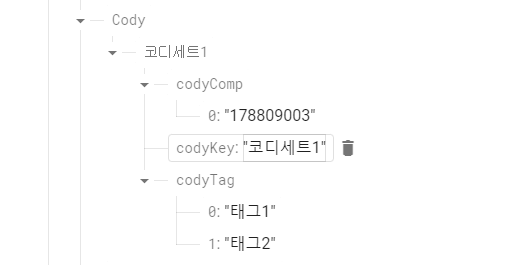 Cody
코디세트1
codyComp
0: "178809003"
codyKey: "코디세트1"
codyTag
0: "태그1"
1: "태그2"